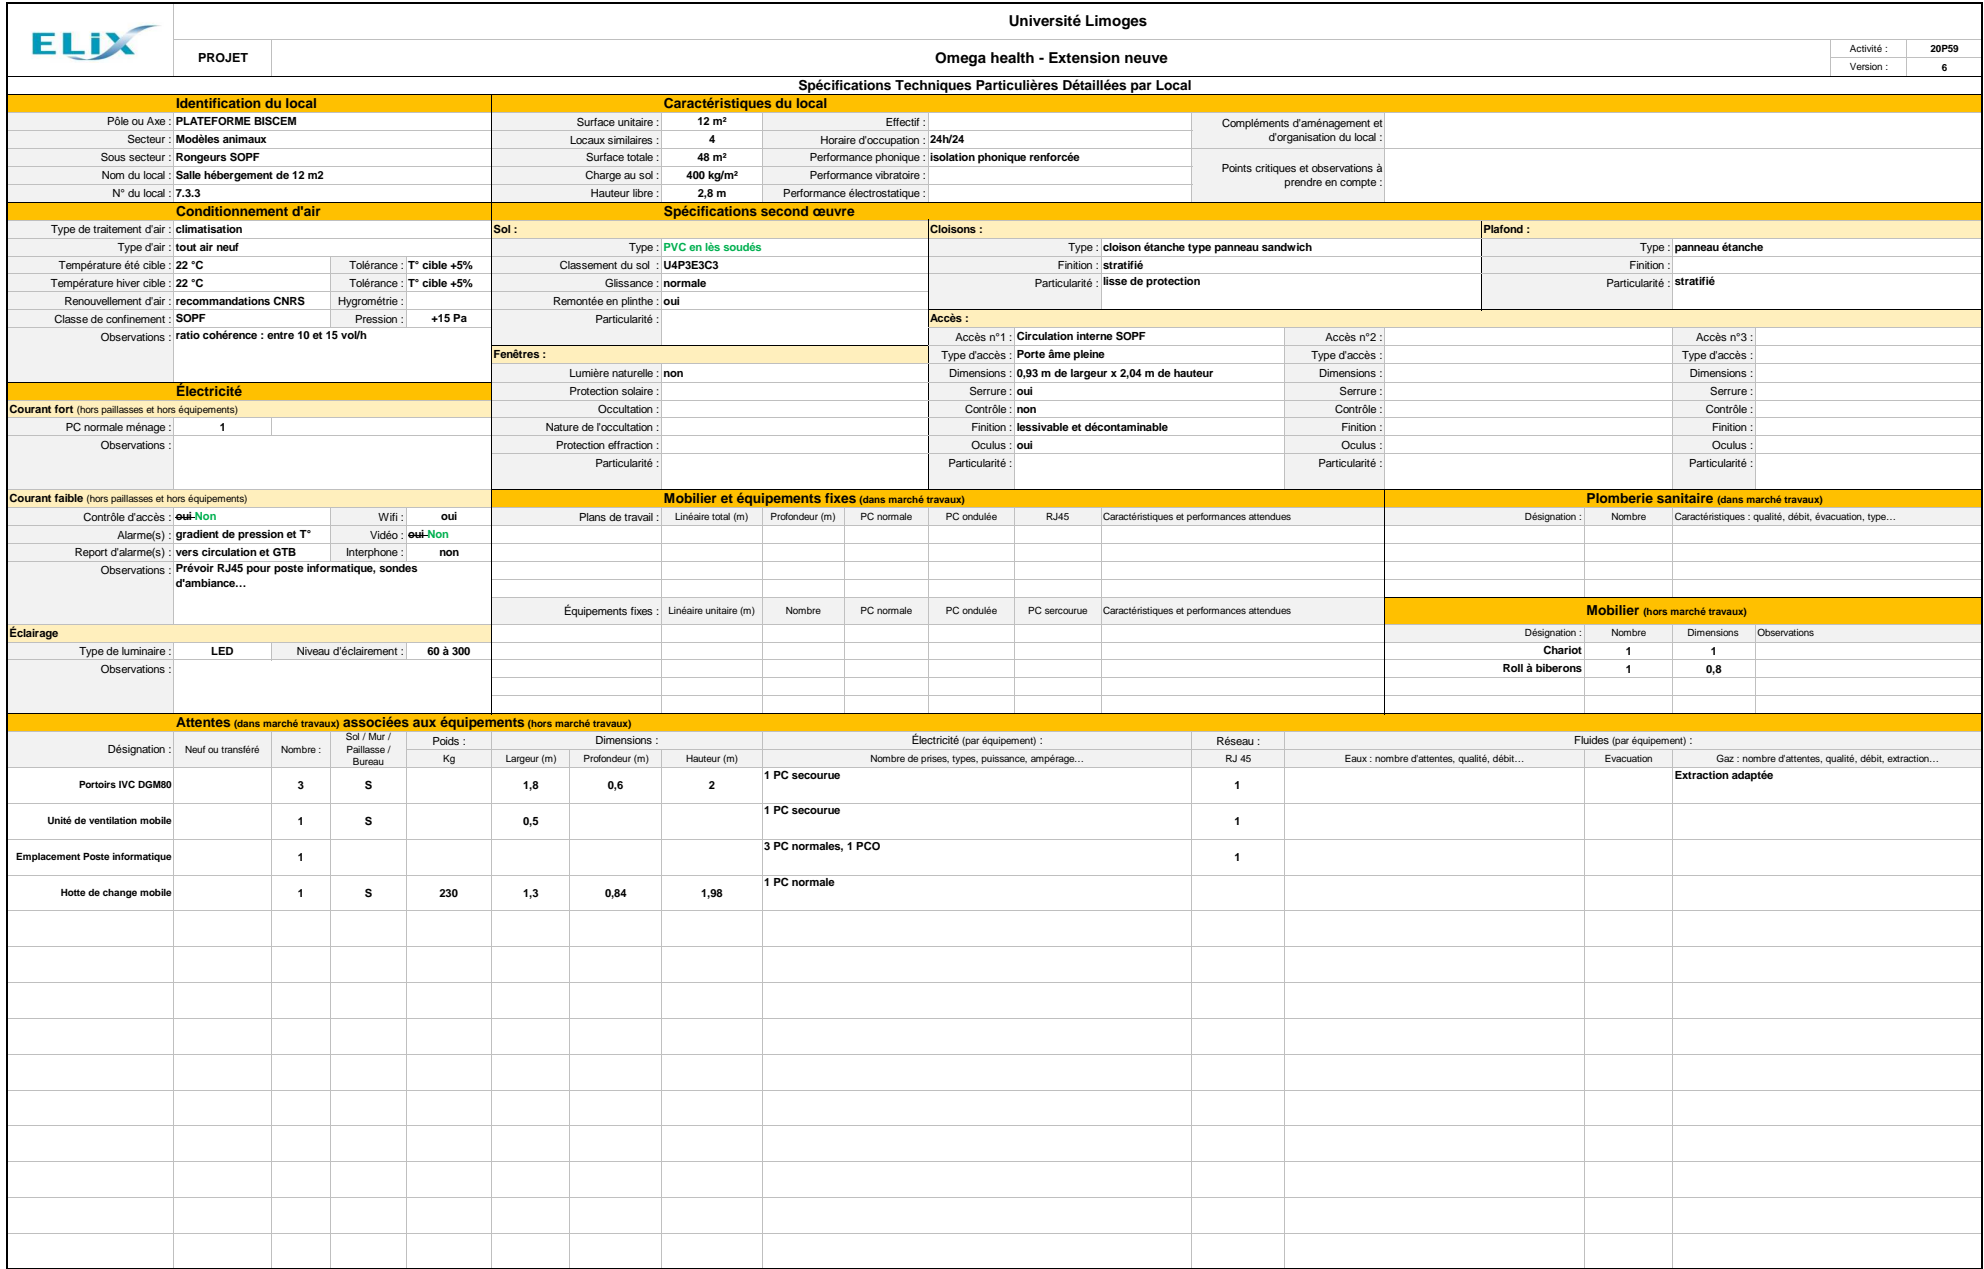 ELiX
Université Limoges
PROJET
Omega health - Extension neuve
Activité : 20P59
Version : 6
Spécifications Techniques Particulières Détaillées par Local
Identification du local
Pôle ou Axe : PLATEFORME BISCEM
Secteur : Modèles animaux
Sous secteur : Rongeurs SOPF
Nom du local : Salle hébergement de 12 m2
N° du local : 7.3.3
Caractéristiques du local
Surface unitaire : 12 m² Effectif :
Locaux similaires : 4 Horaire d'occupation : 24h/24
Surface totale : 48 m² Performance phonique : isolation phonique renforcée
Charge au sol : 400 kg/m² Performance vibratoire :
Hauteur libre : 2,8 m Performance électrostatique :
Compléments d'aménagement et
d'organisation du local :
Points critiques et observations à
prendre en compte :
Conditionnement d'air
Type de traitement d'air : climatisation
Type d'air : tout air neuf
Température été cible : 22 °C Tolérance : T° cible +5%
Température hiver cible : 22 °C Tolérance : T° cible +5%
Renouvellement d'air : recommandations CNRS Hygrométrie :
Classe de confinement : SOPF Pression : +15 Pa
Observations : ratio cohérence : entre 10 et 15 vol/h
Spécifications second œuvre
Sol :
Type : PVC en lès soudés
Classement du sol : U4P3E3C3
Glissance : normale
Remontée en plinthe : oui
Particularité :
Cloisons :
Type : cloison étanche type panneau sandwich
Finition : stratifié
Particularité : lisse de protection
Plafond :
Type : panneau étanche
Finition :
Particularité : stratifié
Fenêtres :
Lumière naturelle : non
Protection solaire :
Occultation :
Nature de l'occultation :
Protection effraction :
Particularité :
Accès :
Accès n°1 : Circulation interne SOPF Accès n°2 : Accès n°3 :
Type d'accès : Porte âme pleine Type d'accès : Type d'accès :
Dimensions : 0,93 m de largeur x 2,04 m de hauteur Dimensions : Dimensions :
Serrure : oui Serrure : Serrure :
Contrôle : non Contrôle : Contrôle :
Finition : lessivable et décontaminable Finition : Finition :
Oculus : oui Oculus : Oculus :
Particularité : Particularité : Particularité :
Électricité
Courant fort (hors paillasses et hors équipements)
PC normale ménage : 1
Observations :
Courant faible (hors paillasses et hors équipements)
Contrôle d'accès : oui Non Wifi : oui
Alarme(s) : gradient de pression et T° Vidéo : oui Non
Report d'alarme(s) : vers circulation et GTB Interphone : non
Observations : Prévoir RJ45 pour poste informatique, sondes
d'ambiance…
Éclairage
Type de luminaire : LED Niveau d'éclairement : 60 à 300
Observations :
Mobilier et équipements fixes (dans marché travaux)
Plans de travail : Linéaire total (m) Profondeur (m) PC normale PC ondulée RJ45 Caractéristiques et performances attendues
Équipements fixes : Linéaire unitaire (m) Nombre PC normale PC ondulée PC sercourue Caractéristiques et performances attendues
Plomberie sanitaire (dans marché travaux)
Désignation : Nombre Caractéristiques : qualité, débit, évacuation, type…
Mobilier (hors marché travaux)
Désignation : Nombre Dimensions Observations
Chariot 1 1
Roll à biberons 1 0,8
Attentes (dans marché travaux) associées aux équipements (hors marché travaux)
Désignation : Neuf ou transféré Nombre :
Sol / Mur /
Paillasse /
Bureau
Poids : Dimensions : Électricité (par équipement) : Réseau : Fluides (par équipement) :
Kg Largeur (m) Profondeur (m) Hauteur (m) Nombre de prises, types, puissance, ampérage… RJ 45 Eaux : nombre d'attentes, qualité, débit… Evacuation Gaz : nombre d'attentes, qualité, débit, extraction…
Portoirs IVC DGM80 3 S 1,8 0,6 2 1 PC secourue 1 Extraction adaptée
Unité de ventilation mobile 1 S 0,5 1 PC secourue 1
Emplacement Poste informatique 1 3 PC normales, 1 PCO 1
Hotte de change mobile 1 S 230 1,3 0,84 1,98 1 PC normale